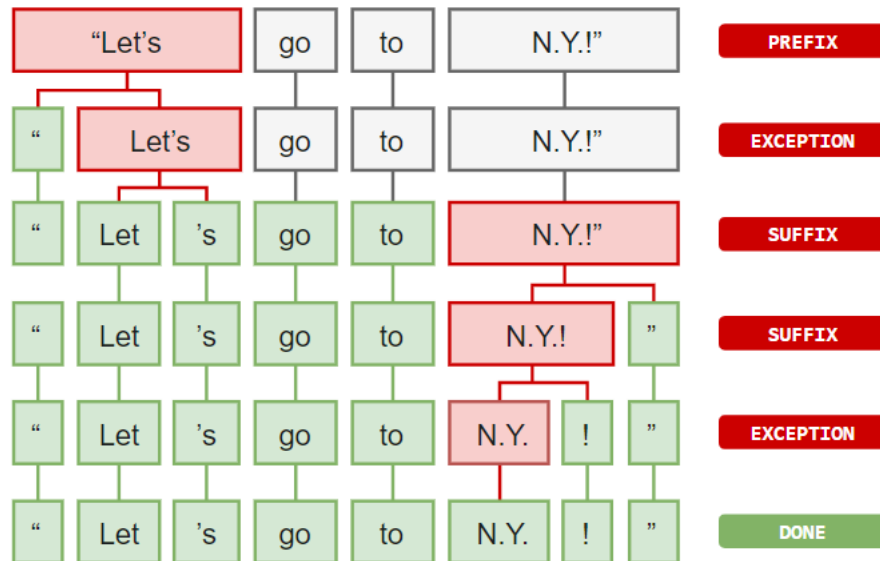 “Let’s go to N.Y.!” PREFIX
“ Let’s go to N.Y.!” EXCEPTION
“ Let ’s go to N.Y.!” SUFFIX
“ Let ’s go to N.Y.! ” SUFFIX
“ Let ’s go to N.Y. ! ” EXCEPTION
“ Let ’s go to N.Y. ! ” DONE